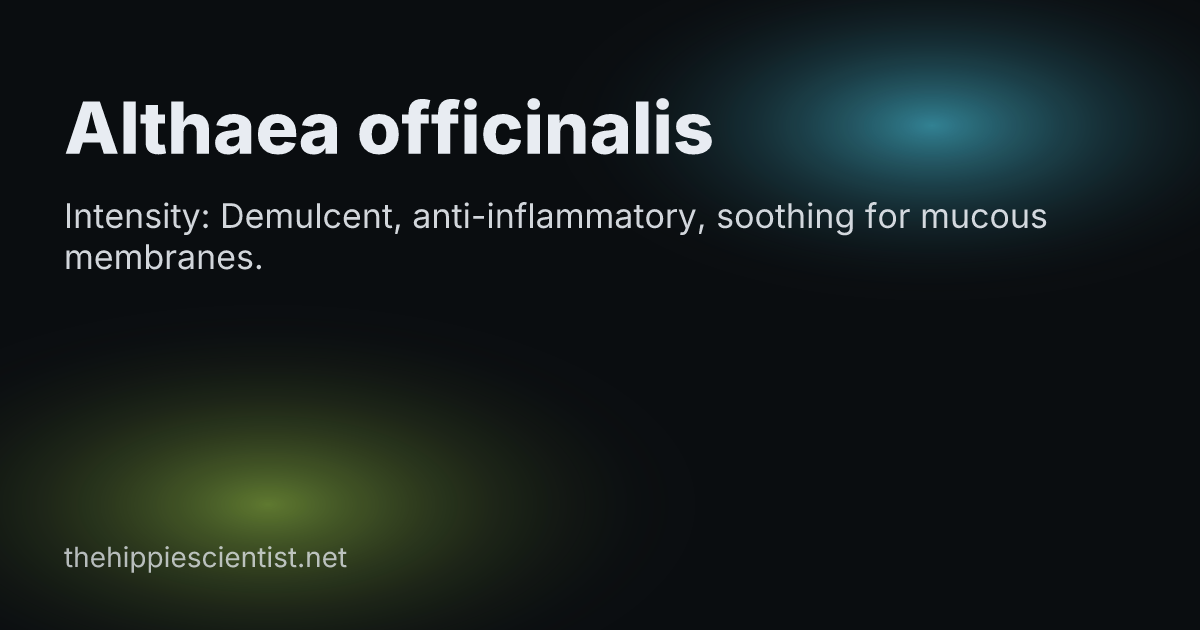 Althaea officinalis
Intensity: Demulcent, anti-inflammatory, soothing for mucous
membranes.
thehippiescientist.net